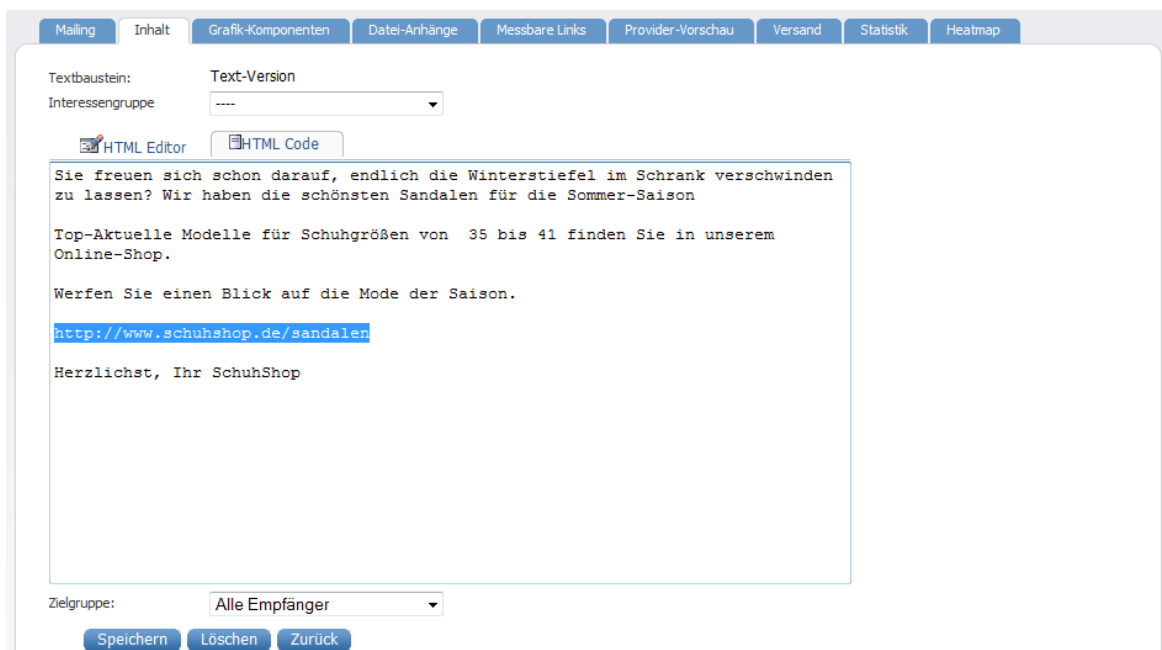 Mailing Inhalt Grafik-Komponenten Datei-Anhänge Messbare Links Provider-Vorschau Versand Statistik Heatmap
Textbaustein: Text-Version
Interessengruppe ----
HTML Editor HTML Code
Sie freuen sich schon darauf, endlich die Winterstiefel im Schrank verschwinden
zu lassen? Wir haben die schönsten Sandalen für die Sommer-Saison
Top-Aktuelle Modelle für Schuhgrößen von  35 bis 41 finden Sie in unserem
Online-Shop.
Werfen Sie einen Blick auf die Mode der Saison.
http://www.schuhshop.de/sandalen
Herzlichst, Ihr SchuhShop
Zielgruppe: Alle Empfänger
Speichern Löschen Zurück